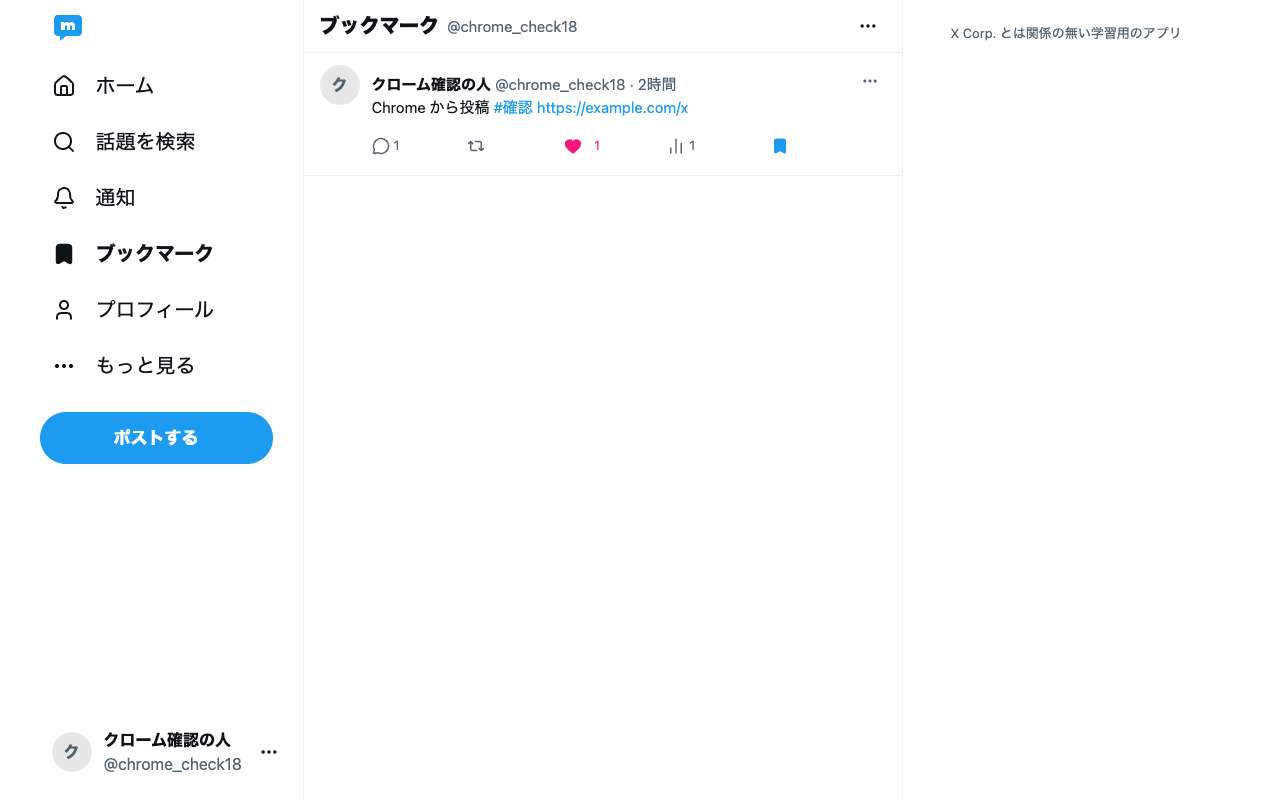 m
ホーム
話題を検索
通知
ブックマーク
プロフィール
もっと見る
ポストする
ク
クローム確認の人
@chrome_check18
ブックマーク @chrome_check18
ク
クローム確認の人 @chrome_check18 · 2時間
Chrome から投稿 #確認 https://example.com/x
1 1 1
X Corp. とは関係の無い学習用のアプリ